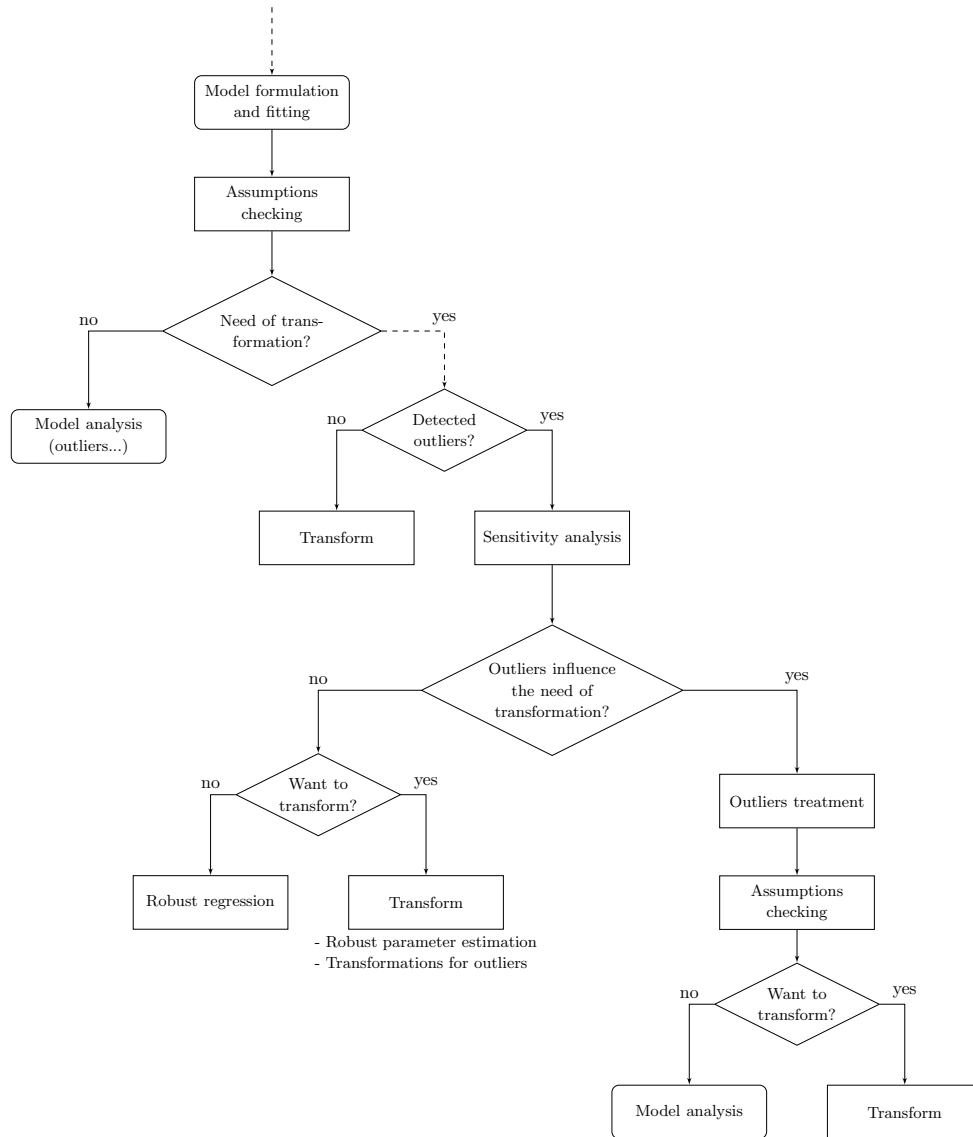 Model formulation
and fitting
Assumptions
checking
Need of trans-
formation?
no
yes
Model analysis
(outliers...)
Detected
outliers?
no
yes
Transform
Sensitivity analysis
Outliers influence
the need of
transformation?
no
yes
Want to
transform?
no
yes
Outliers treatment
Robust regression
Transform
- Robust parameter estimation
- Transformations for outliers
Assumptions
checking
Want to
transform?
no
yes
Model analysis
Transform